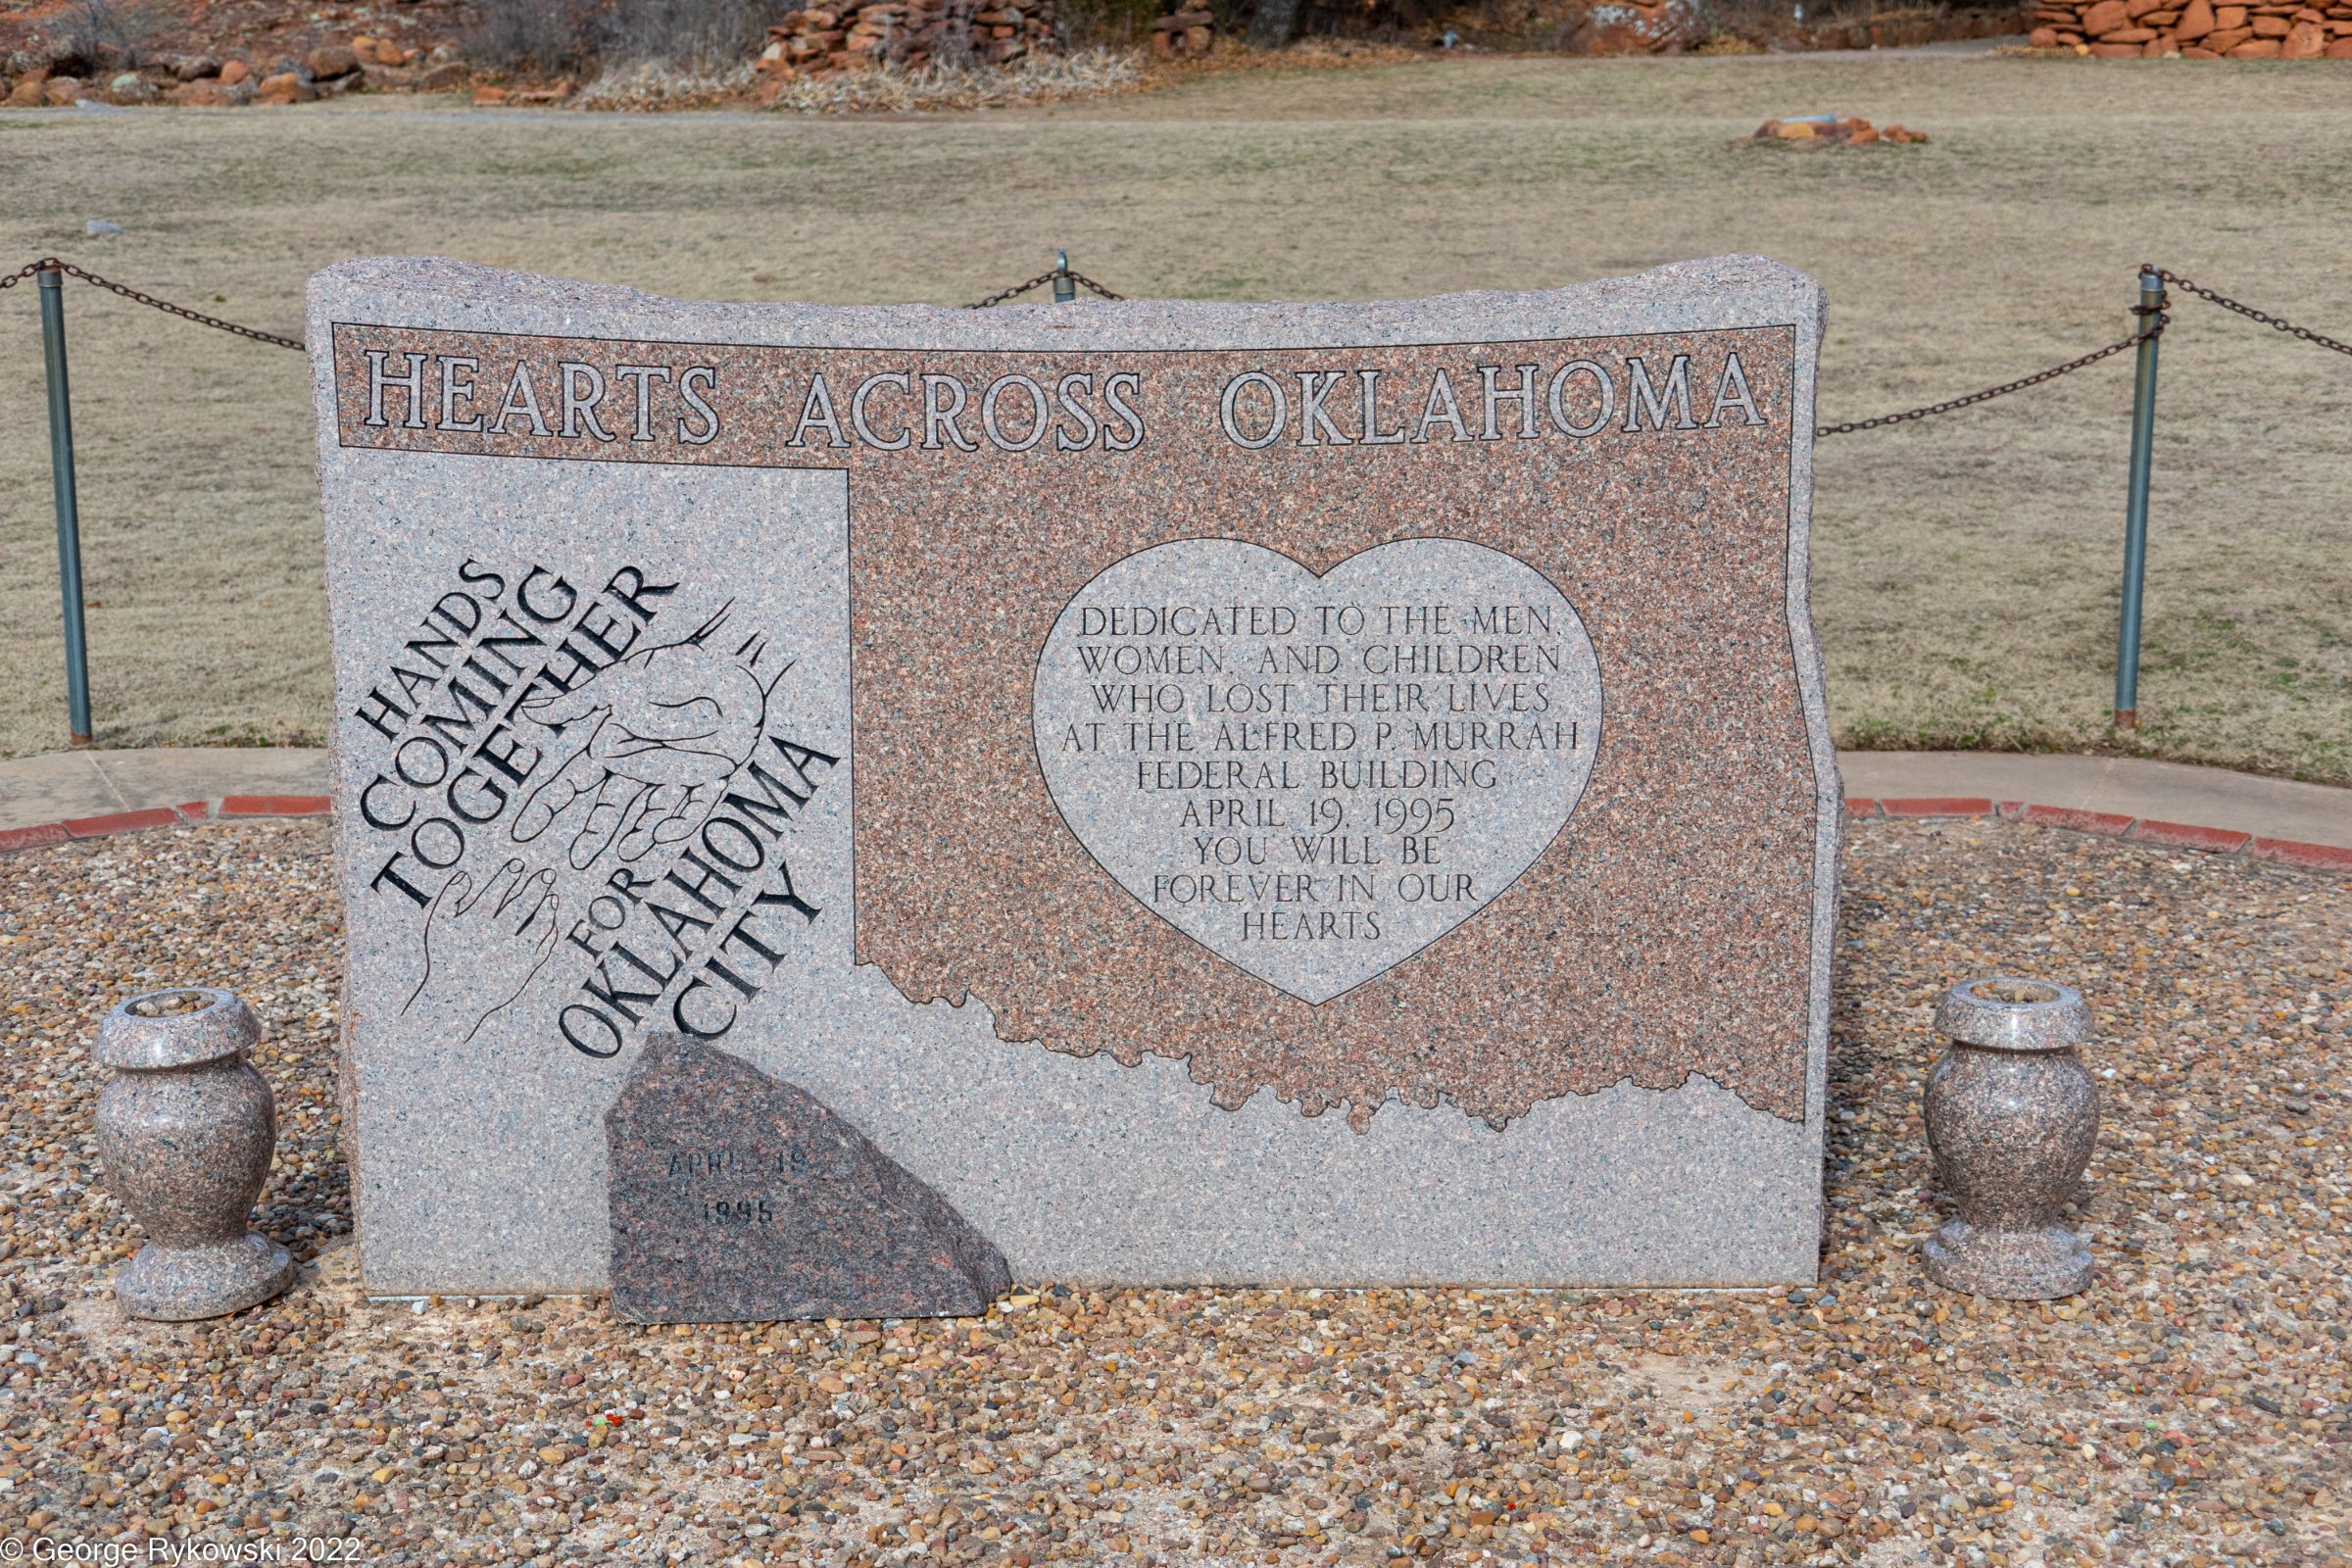 HEARTS ACROSS OKLAHOMA
HANDS
COMING
TOGETHER
FOR
OKLAHOMA
CITY
DEDICATED TO THE MEN,
WOMEN, AND CHILDREN
WHO LOST THEIR LIVES
AT THE ALFRED P. MURRAH
FEDERAL BUILDING
APRIL 19, 1995
YOU WILL BE
FOREVER IN OUR
HEARTS
APRIL 19
1995
© George Rykowski 2022